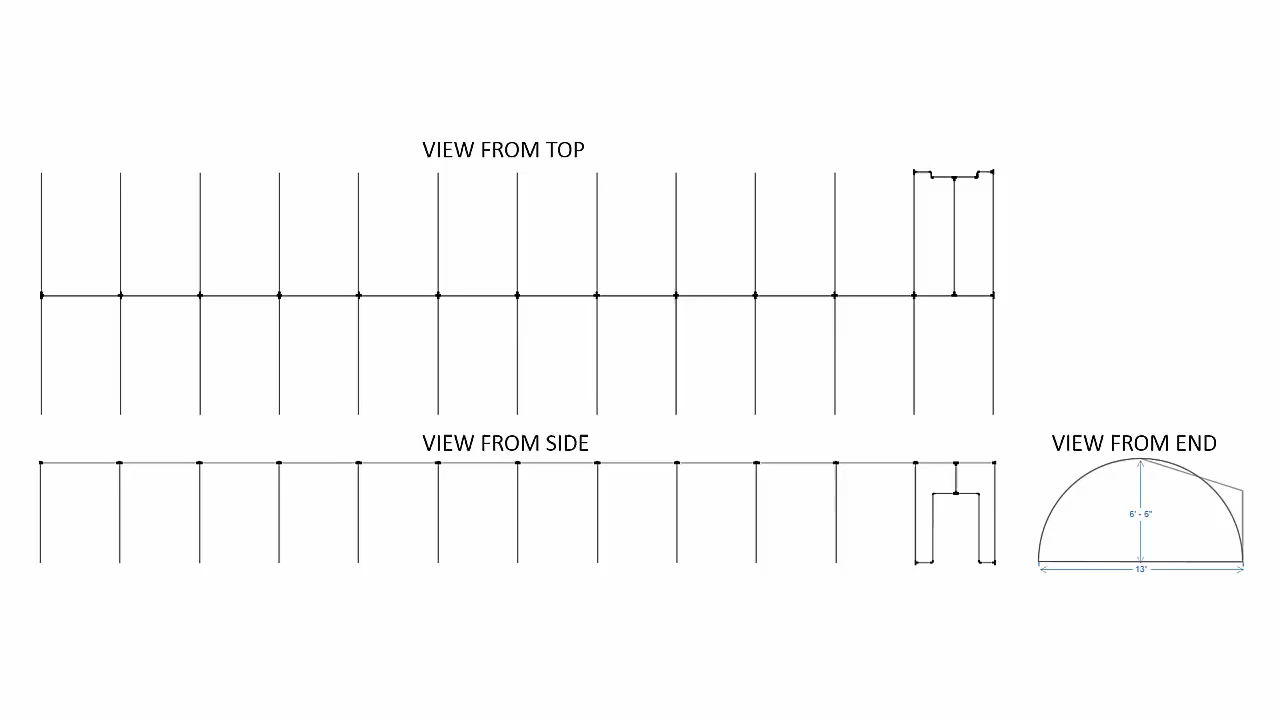 VIEW FROM TOP
VIEW FROM SIDE
VIEW FROM END
6' - 6"
13'